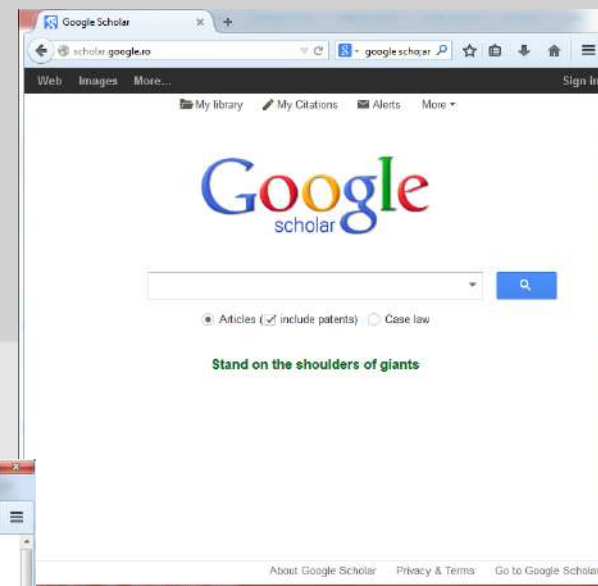 Google Scholar
scholar.google.ro
google scholar
Web Images More...
Sign in
My library My Citations Alerts More
Google
scholar
Articles (include patents) Case law
Stand on the shoulders of giants
About Google Scholar Privacy & Terms Go to Google Scholar